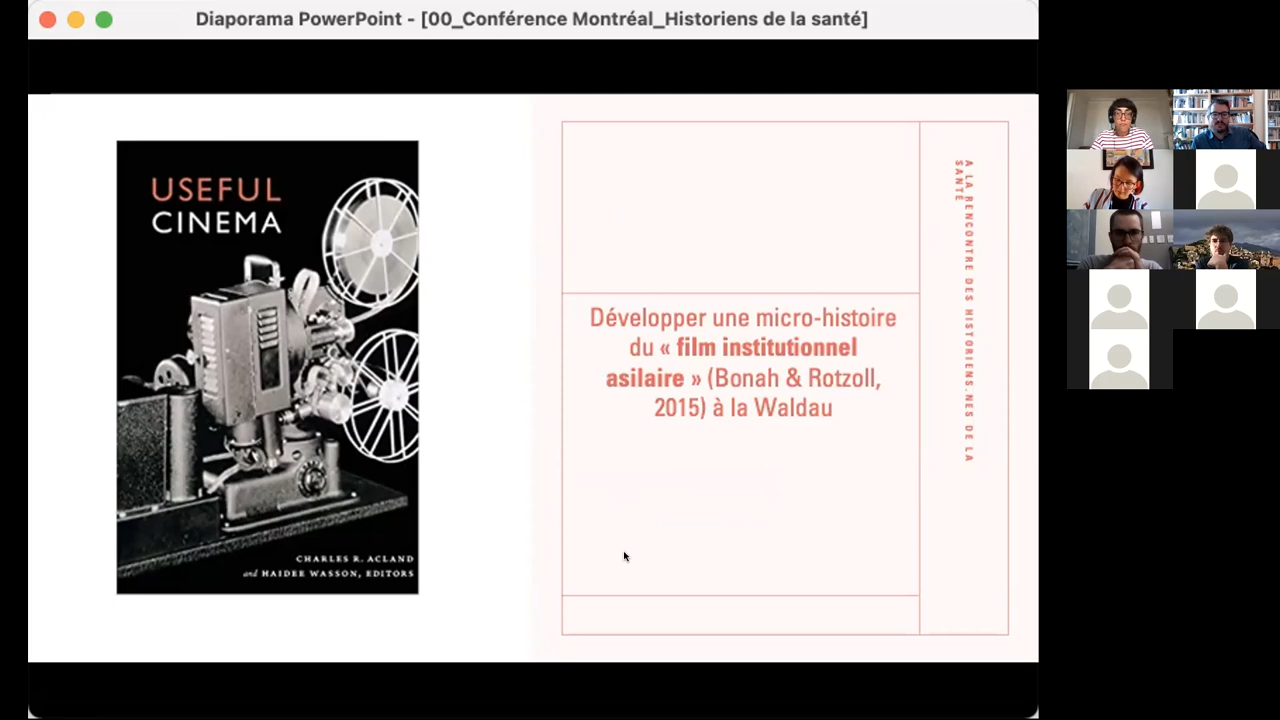 Diaporama PowerPoint - [00_Conférence Montréal_Historiens de la santé]
USEFUL
CINEMA
CHARLES R. ACLAND
and HAIDEE WASSON, EDITORS
Développer une micro-histoire
du « film institutionnel
asilaire » (Bonah & Rotzoll,
2015) à la Waldau
A LA RENCONTRE DES HISTORIENS.NES DE LA
SANTÉ